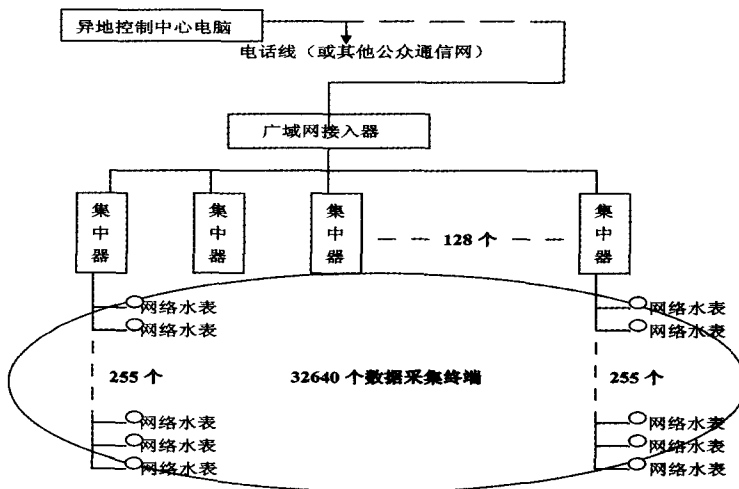 异地控制中心电脑
电话线（或其他公众通信网）
广域网接入器
集中器
集中器
集中器
集中器
128 个
网络水表
网络水表
网络水表
网络水表
255 个
32640 个数据采集终端
255 个
网络水表
网络水表
网络水表
网络水表
网络水表
网络水表